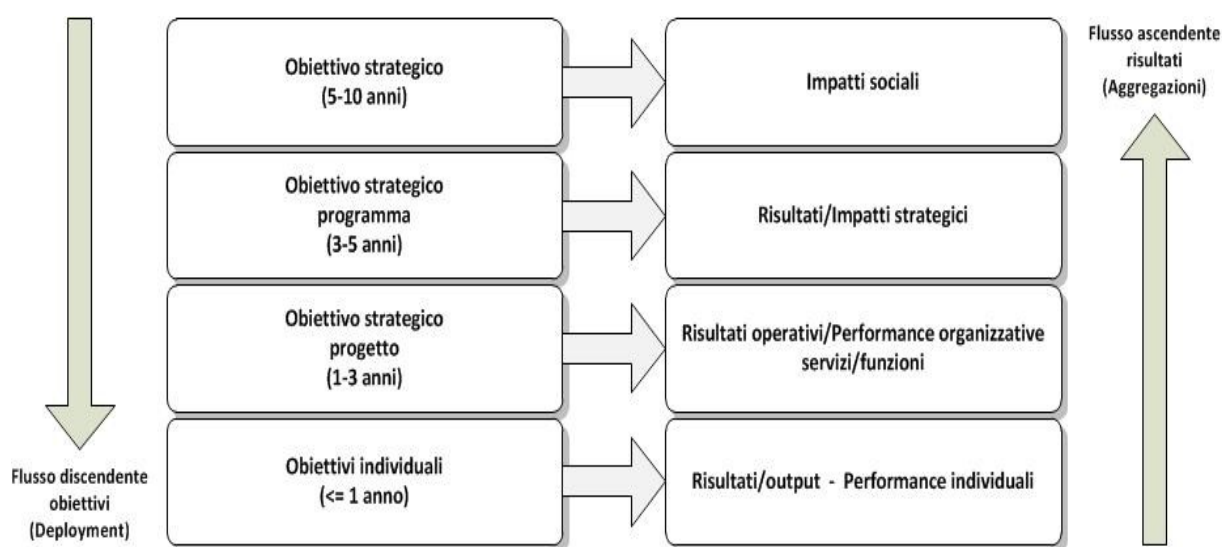 Obiettivo strategico
(5-10 anni)
Impatti sociali
Flusso ascendente
risultati
(Aggregazioni)
Obiettivo strategico
programma
(3-5 anni)
Risultati/Impatti strategici
Obiettivo strategico
progetto
(1-3 anni)
Risultati operativi/Performance organizzative
servizi/funzioni
Flusso discendente
obiettivi
(Deployment)
Obiettivi individuali
(<= 1 anno)
Risultati/output - Performance individuali